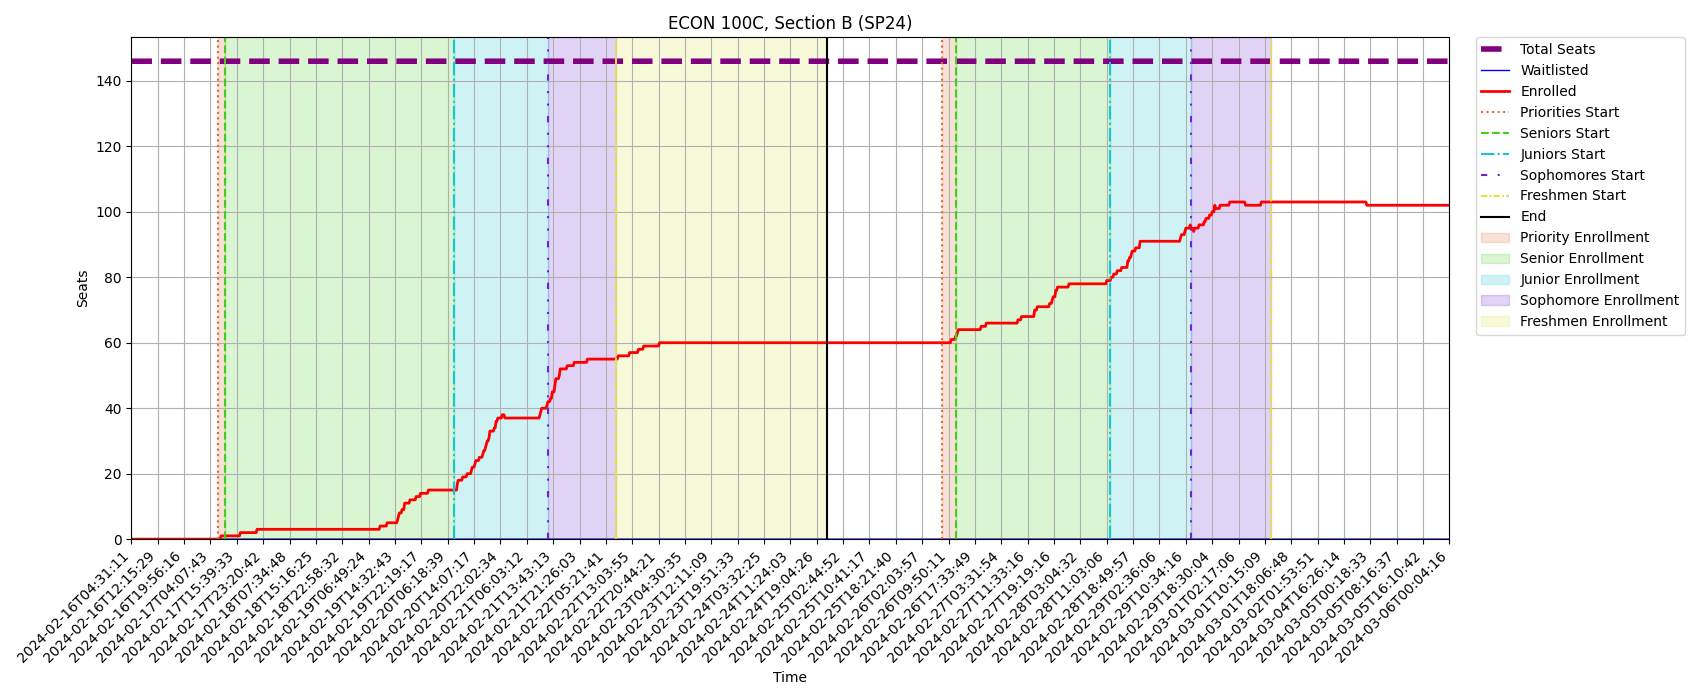 ECON 100C, Section B (SP24)
Seats
140
120
100
80
60
40
20
0
2024-02-16T04:31:11
2024-02-16T12:15:29
2024-02-16T19:56:16
2024-02-17T04:07:43
2024-02-17T15:39:33
2024-02-17T23:20:42
2024-02-18T07:34:48
2024-02-18T15:16:25
2024-02-18T22:58:32
2024-02-19T06:49:24
2024-02-19T14:32:43
2024-02-19T22:19:17
2024-02-20T06:18:39
2024-02-20T14:07:17
2024-02-20T22:02:34
2024-02-21T06:03:12
2024-02-21T13:43:13
2024-02-21T21:26:03
2024-02-22T05:21:41
2024-02-22T13:03:55
2024-02-22T20:44:21
2024-02-23T04:30:35
2024-02-23T12:11:09
2024-02-23T19:51:33
2024-02-24T03:32:25
2024-02-24T11:24:03
2024-02-24T19:04:26
2024-02-25T02:44:52
2024-02-25T10:41:17
2024-02-25T18:21:40
2024-02-26T02:03:57
2024-02-26T09:50:11
2024-02-26T17:33:49
2024-02-27T03:31:54
2024-02-27T11:33:16
2024-02-27T19:19:16
2024-02-28T03:04:32
2024-02-28T11:03:06
2024-02-28T18:49:57
2024-02-29T02:36:06
2024-02-29T10:34:16
2024-02-29T18:30:04
2024-03-01T02:17:06
2024-03-01T10:15:09
2024-03-01T18:06:48
2024-03-02T01:53:51
2024-03-04T16:26:14
2024-03-05T00:18:33
2024-03-05T08:16:37
2024-03-05T16:10:42
2024-03-06T00:04:16
Time
Total Seats
Waitlisted
Enrolled
Priorities Start
Seniors Start
Juniors Start
Sophomores Start
Freshmen Start
End
Priority Enrollment
Senior Enrollment
Junior Enrollment
Sophomore Enrollment
Freshmen Enrollment